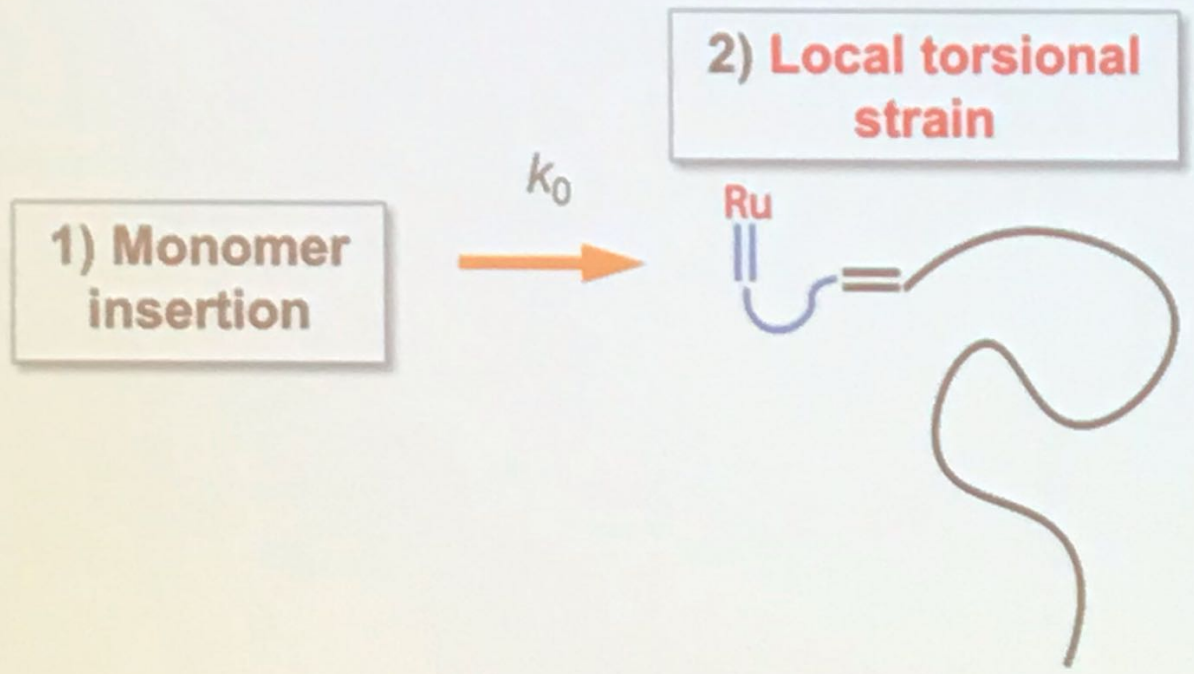 1) Monomer
insertion
k0
2) Local torsional
strain
Ru